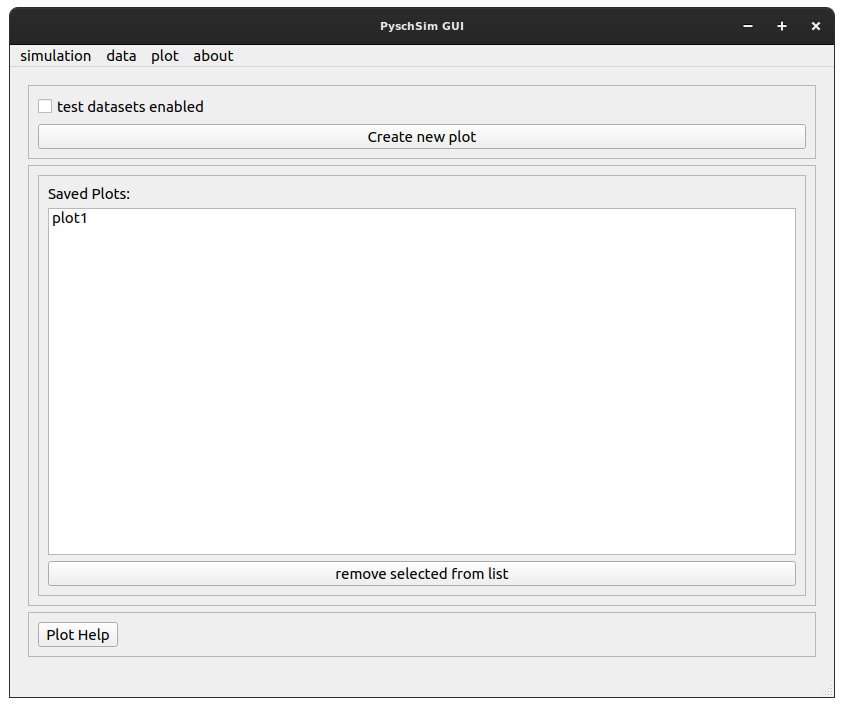 PyschSim GUI
simulation data plot about
test datasets enabled
Create new plot
Saved Plots:
plot1
remove selected from list
Plot Help